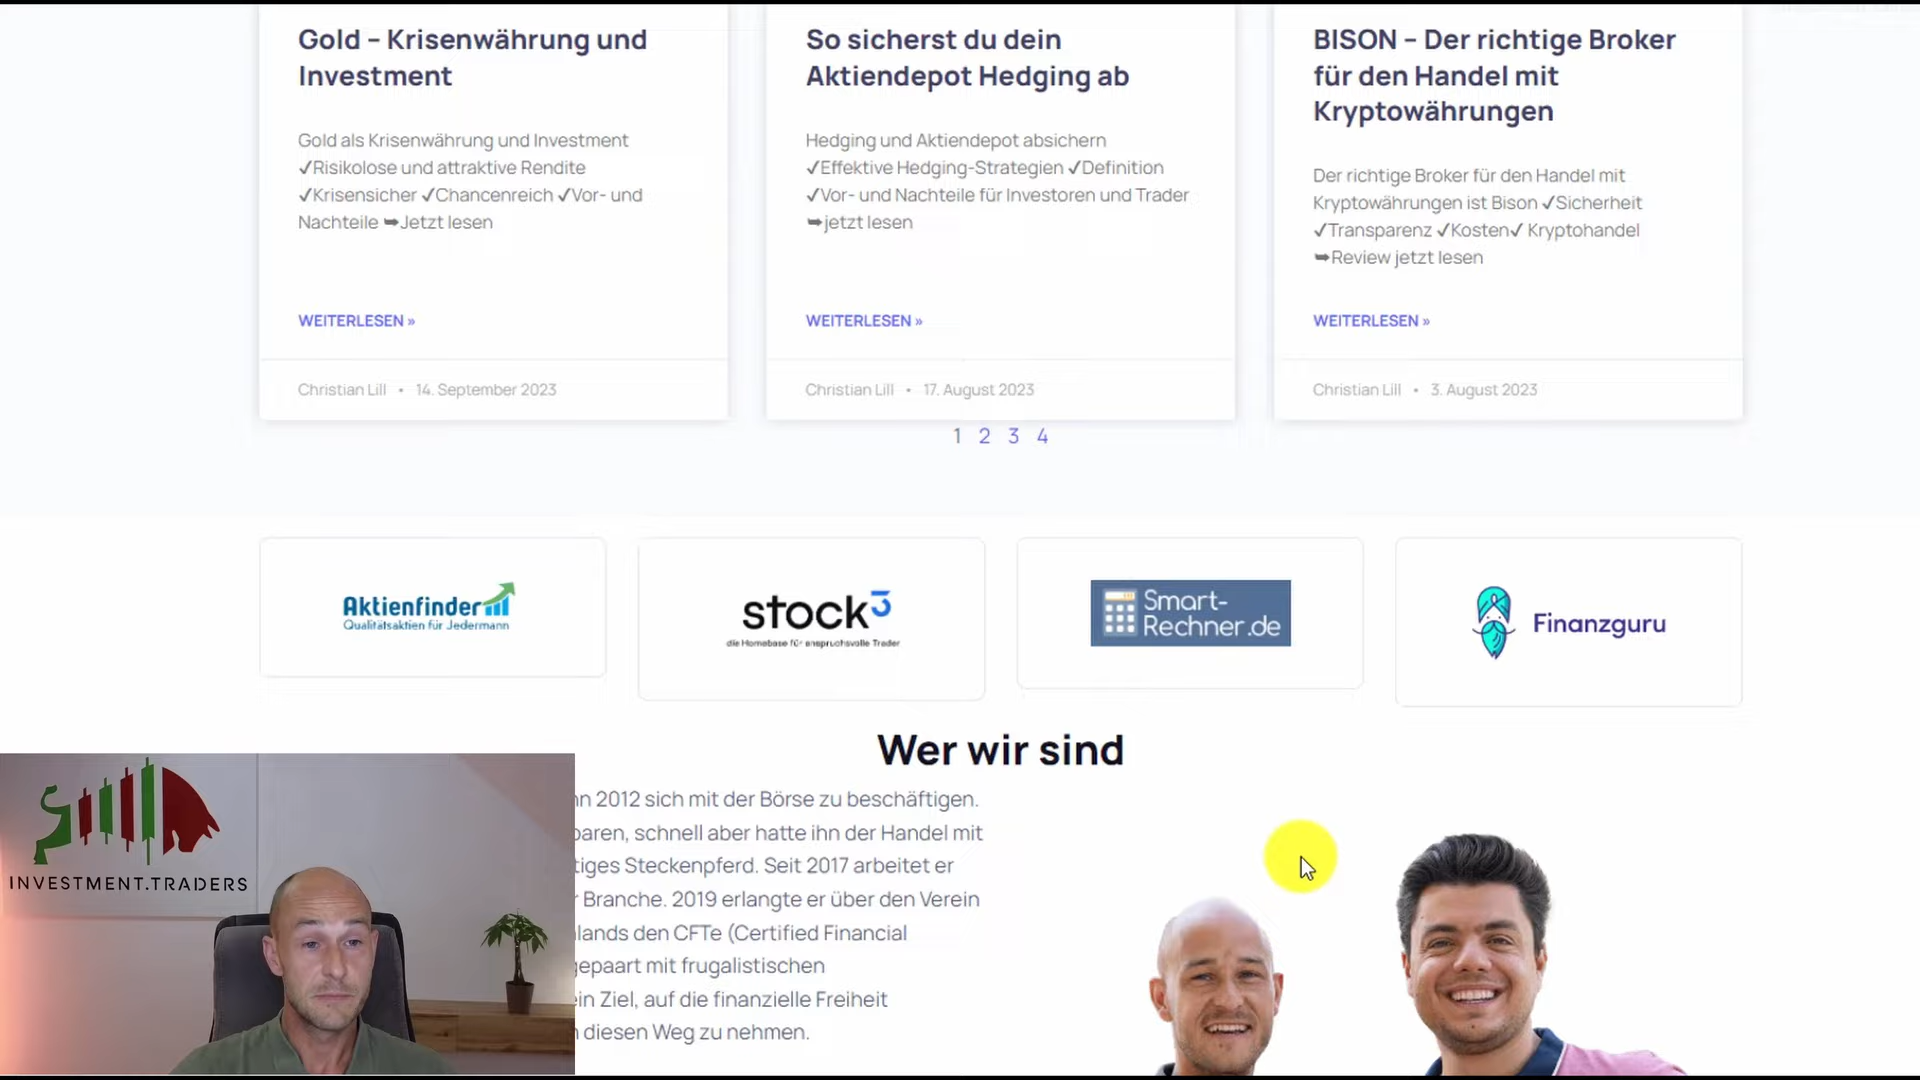 Gold – Krisenwährung und
Investment
Gold als Krisenwährung und Investment
✓Risikolose und attraktive Rendite
✓Krisensicher ✓Chancenreich ✓Vor- und
Nachteile ➥Jetzt lesen
WEITERLESEN »
Christian Lill • 14. September 2023
So sicherst du dein
Aktiendepot Hedging ab
Hedging und Aktiendepot absichern
✓Effektive Hedging-Strategien ✓Definition
✓Vor- und Nachteile für Investoren und Trader
➥jetzt lesen
WEITERLESEN »
Christian Lill • 17. August 2023
BISON – Der richtige Broker
für den Handel mit
Kryptowährungen
Der richtige Broker für den Handel mit
Kryptowährungen ist Bison ✓Sicherheit
✓Transparenz ✓Kosten✓ Kryptohandel
➥Review jetzt lesen
WEITERLESEN »
Christian Lill • 3. August 2023
1 2 3 4
Aktienfinder
Qualitätsaktien für Jedermann
stock3
die Homebase für anspruchsvolle Trader
Smart-
Rechner.de
Finanzguru
Wer wir sind
nn 2012 sich mit der Börse zu beschäftigen.
paren, schnell aber hatte ihn der Handel mit
tiges Steckenpferd. Seit 2017 arbeitet er
r Branche. 2019 erlangte er über den Verein
lands den CFTe (Certified Financial
gepaart mit frugalistischen
ein Ziel, auf die finanzielle Freiheit
n diesen Weg zu nehmen.
INVESTMENT.TRADERS